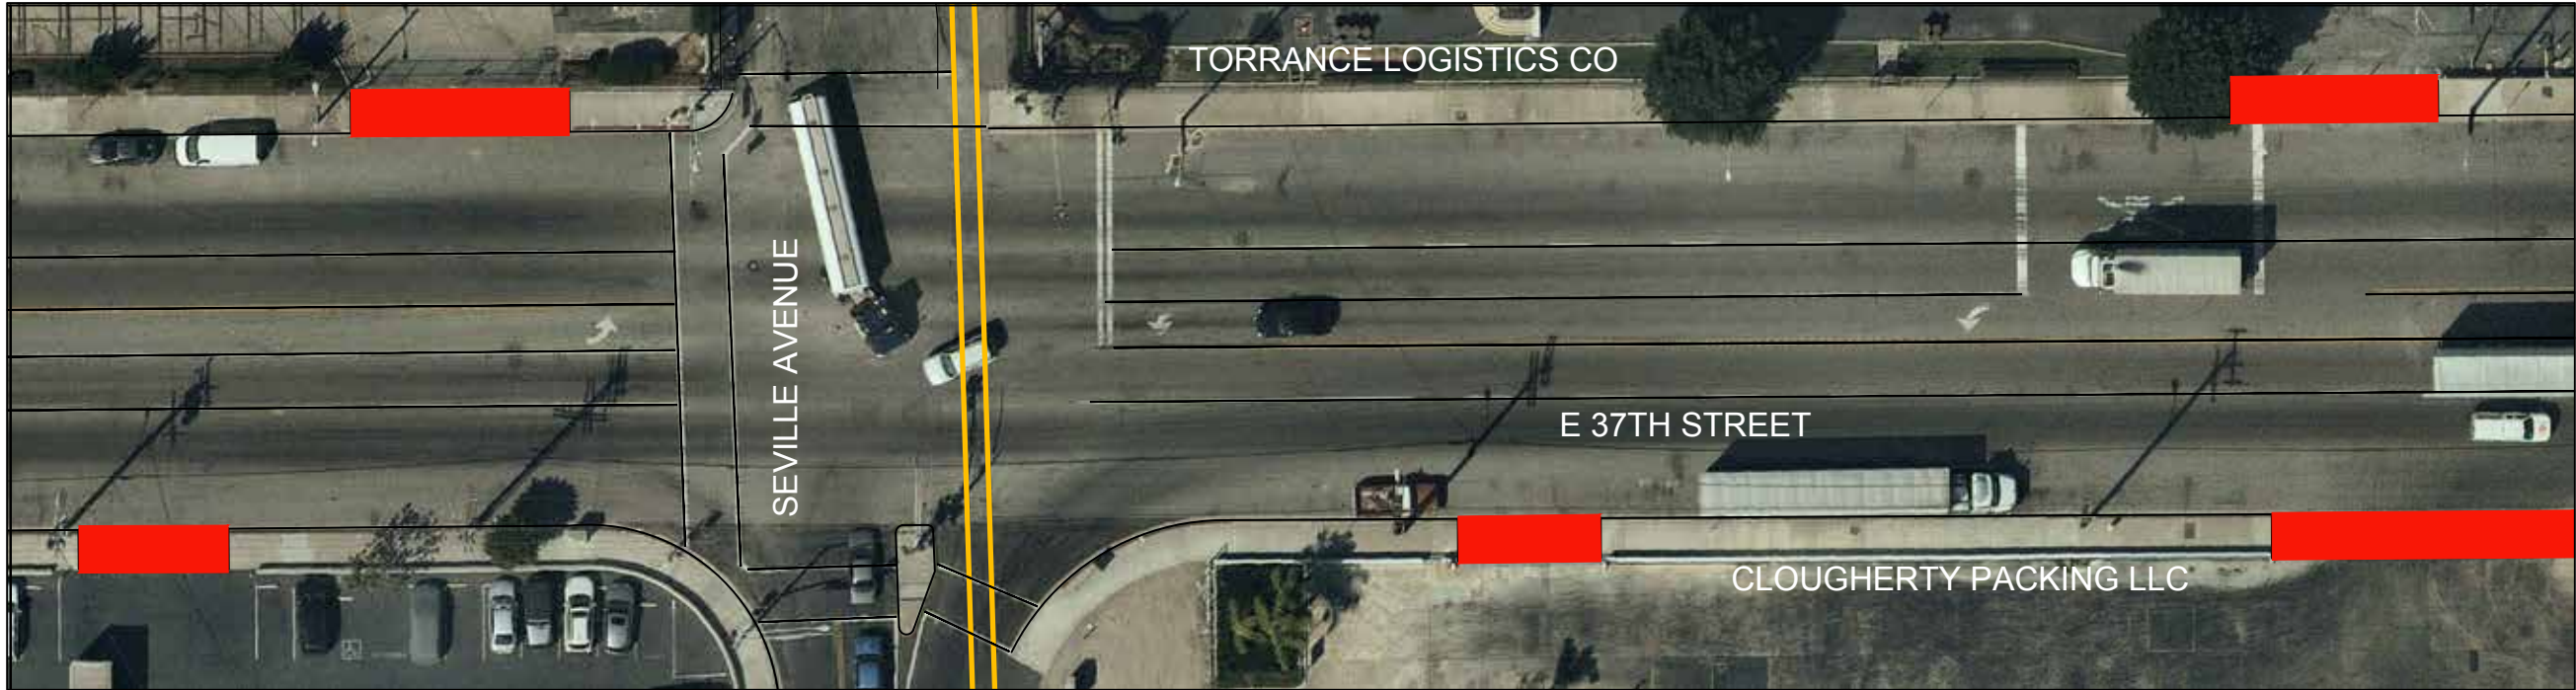 TORRANCE LOGISTICS CO
SEVILLE AVENUE
E 37TH STREET
CLOUGHERTY PACKING LLC